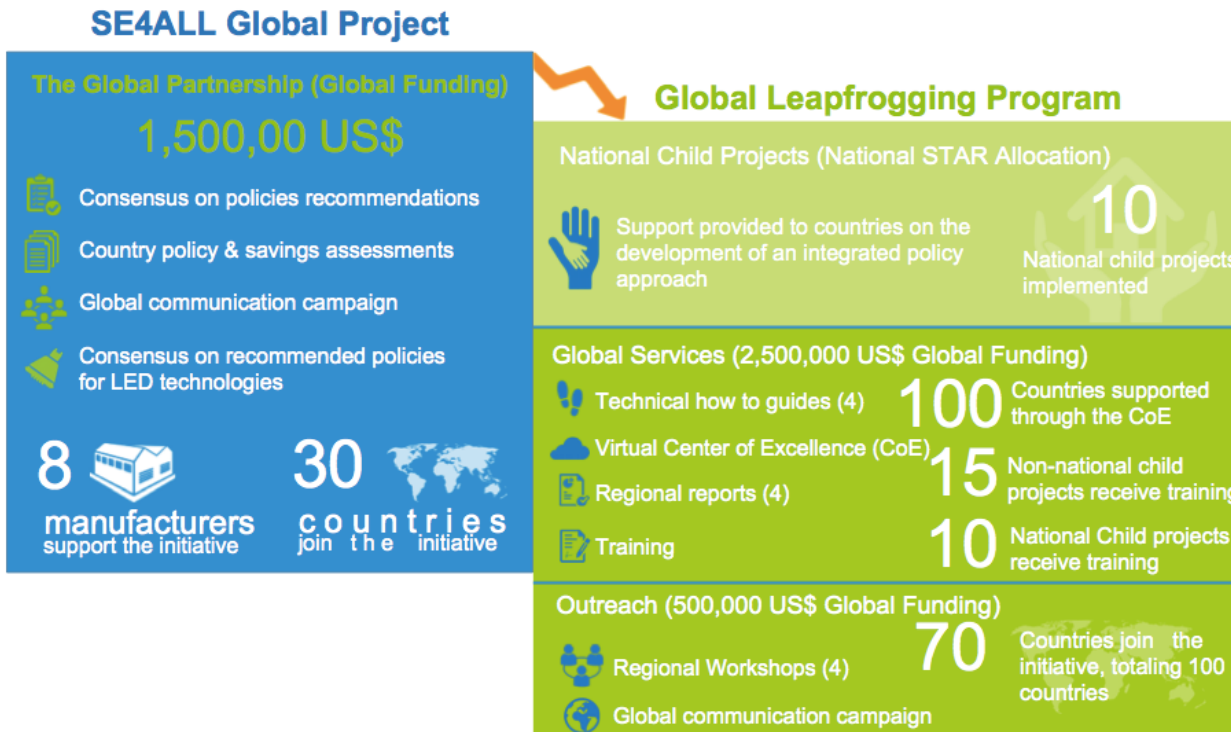 SE4ALL Global Project
The Global Partnership (Global Funding)
1,500,00 US$
Consensus on policies recommendations
Country policy & savings assessments
Global communication campaign
Consensus on recommended policies
for LED technologies
8
manufacturers
support the initiative
30
countries
join the initiative
Global Leapfrogging Program
National Child Projects (National STAR Allocation)
Support provided to countries on the
development of an integrated policy
approach
10
National child projects
implemented
Global Services (2,500,000 US$ Global Funding)
Technical how to guides (4)
Virtual Center of Excellence (CoE)
Regional reports (4)
Training
100
Countries supported
through the CoE
15
Non-national child
projects receive training
10
National Child projects
receive training
Outreach (500,000 US$ Global Funding)
Regional Workshops (4)
Global communication campaign
70
Countries join the
initiative, totaling 100
countries